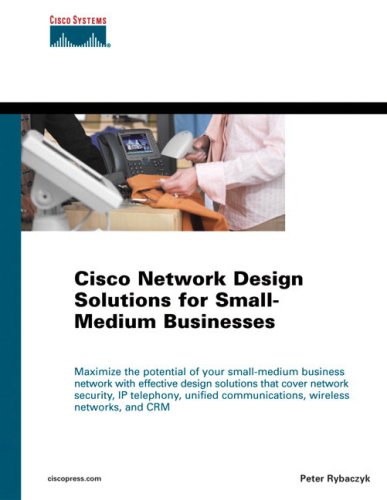 CISCO SYSTEMS
Cisco Network Design
Solutions for Small-
Medium Businesses
Maximize the potential of your small-medium business
network with effective design solutions that cover network
security, IP telephony, unified communications, wireless
networks, and CRM
ciscopress.com
Peter Rybaczyk